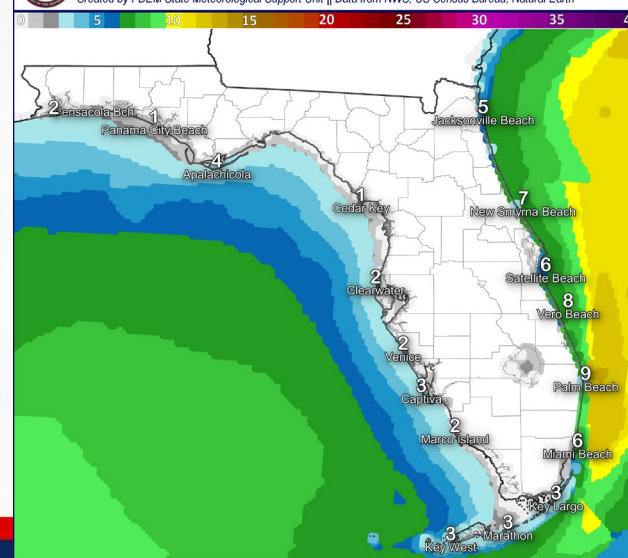 Created by FDEM State Meteorological Support Unit || Data from NWS, US Census Bureau, Natural Earth
0 5 10 15 20 25 30 35
5
Jacksonville Beach
2
Pensacola Bch.
1
Panama City Beach
4
Apalachicola
1
Cedar Key
7
New Smyrna Beach
6
Satellite Beach
2
Clearwater
8
Vero Beach
2
Venice
9
Palm Beach
3
Captiva
2
Marco Island
6
Miami Beach
3
Key Largo
3
Marathon
3
Key West